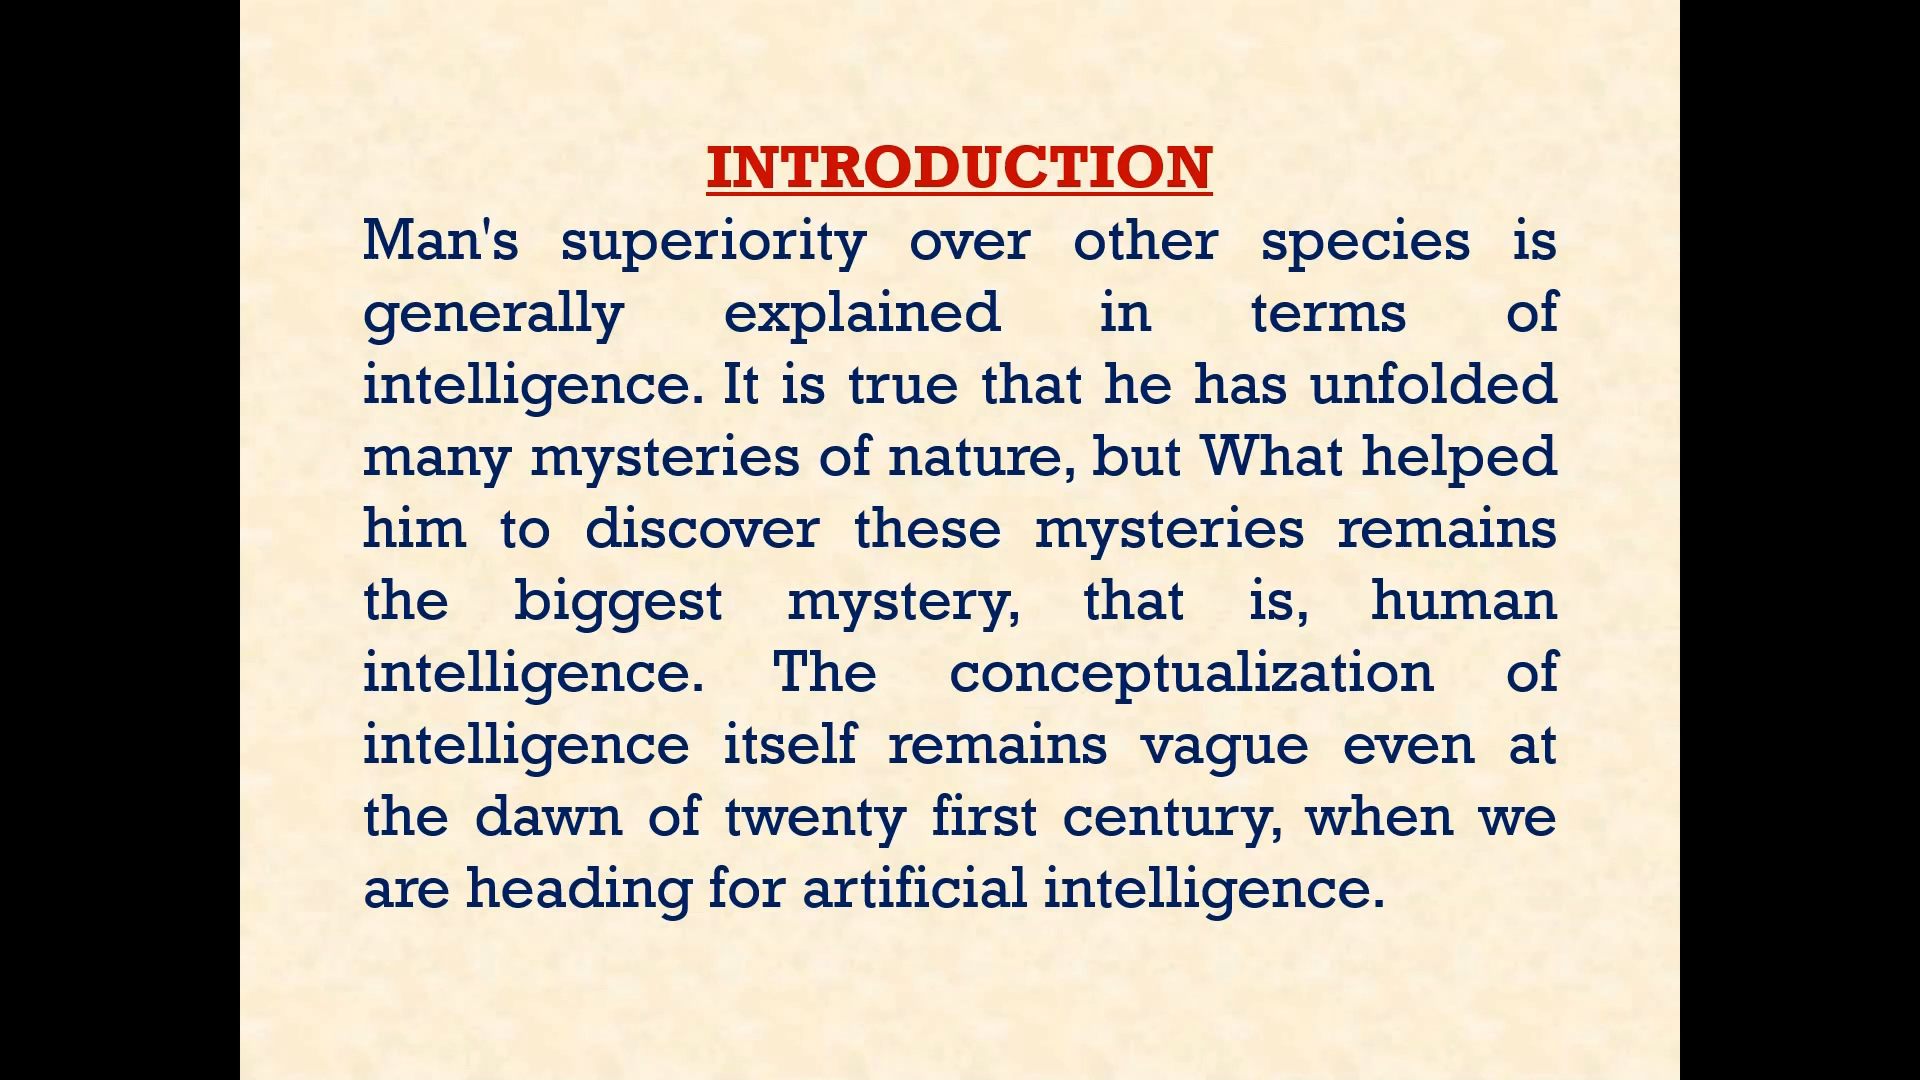 INTRODUCTION
Man's superiority over other species is
generally explained in terms of
intelligence. It is true that he has unfolded
many mysteries of nature, but What helped
him to discover these mysteries remains
the biggest mystery, that is, human
intelligence. The conceptualization of
intelligence itself remains vague even at
the dawn of twenty first century, when we
are heading for artificial intelligence.